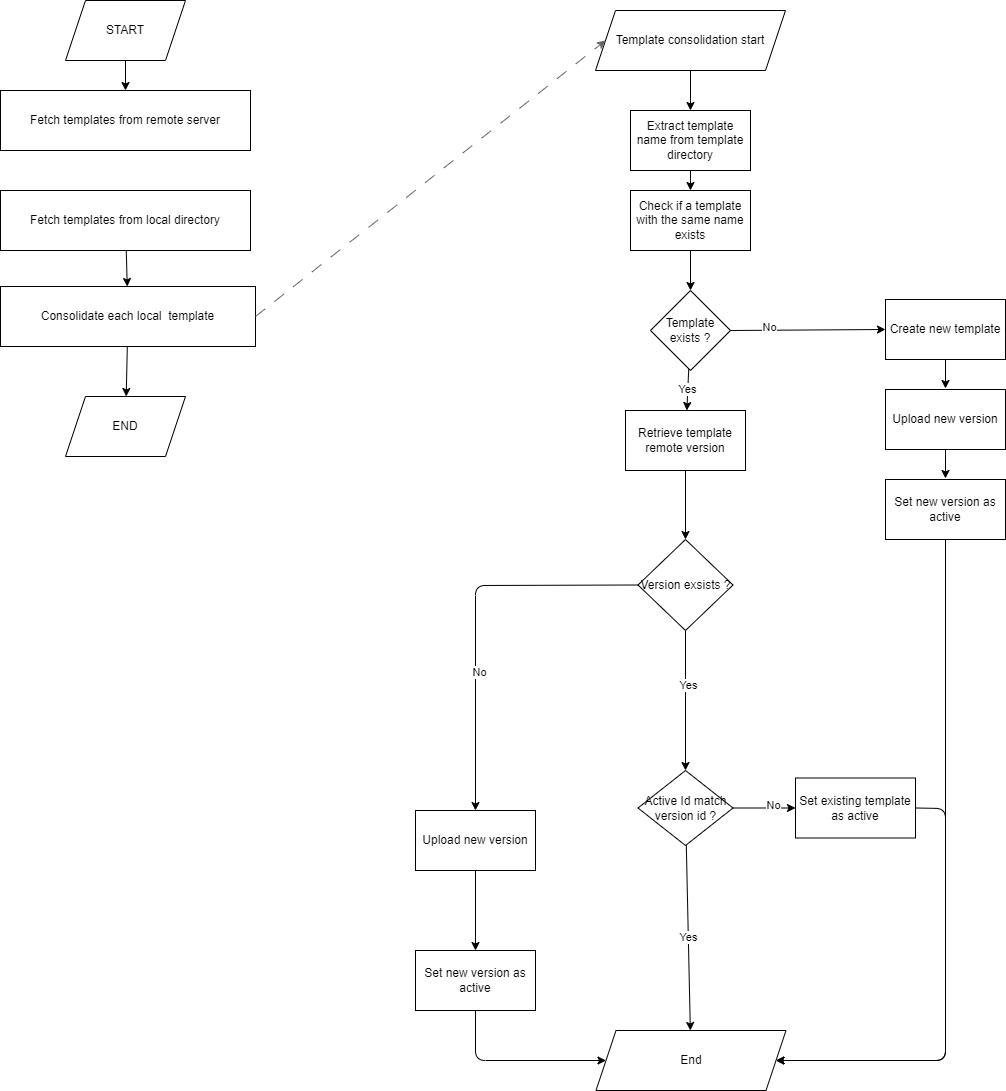 START
Fetch templates from remote server
Fetch templates from local directory
Consolidate each local template
END
Template consolidation start
Extract template
name from template
directory
Check if a template
with the same name
exists
Template
exists ?
No
Create new template
Upload new version
Set new version as
active
Yes
Retrieve template
remote version
Version exsists ?
No
Upload new version
Set new version as
active
Yes
Active Id match
version id ?
No
Set existing template
as active
Yes
End